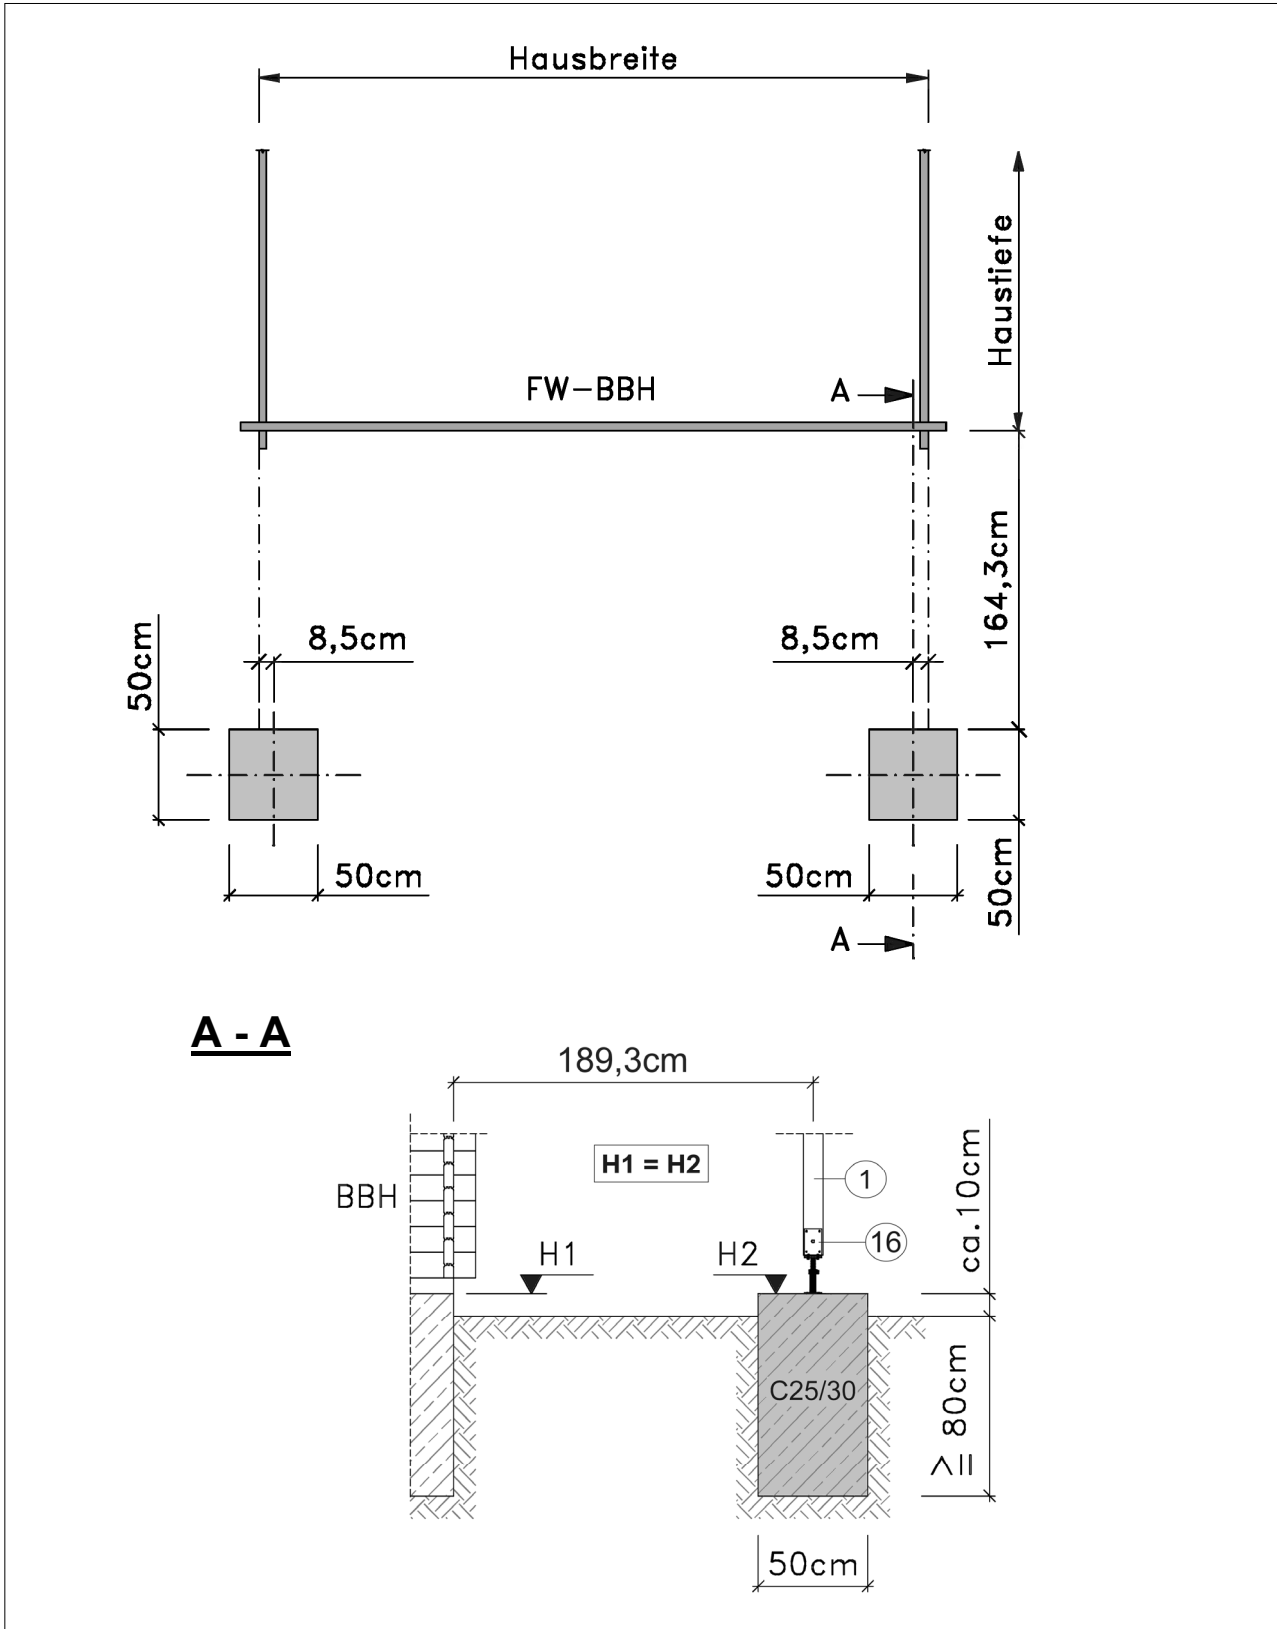 Hausbreite
Haustiefe
FW-BBH
A
164,3cm
8,5cm
8,5cm
50cm
50cm
50cm
50cm
A
A - A
189,3cm
H1 = H2
1
ca.10cm
BBH
16
H1
H2
C25/30
≥ 80cm
50cm